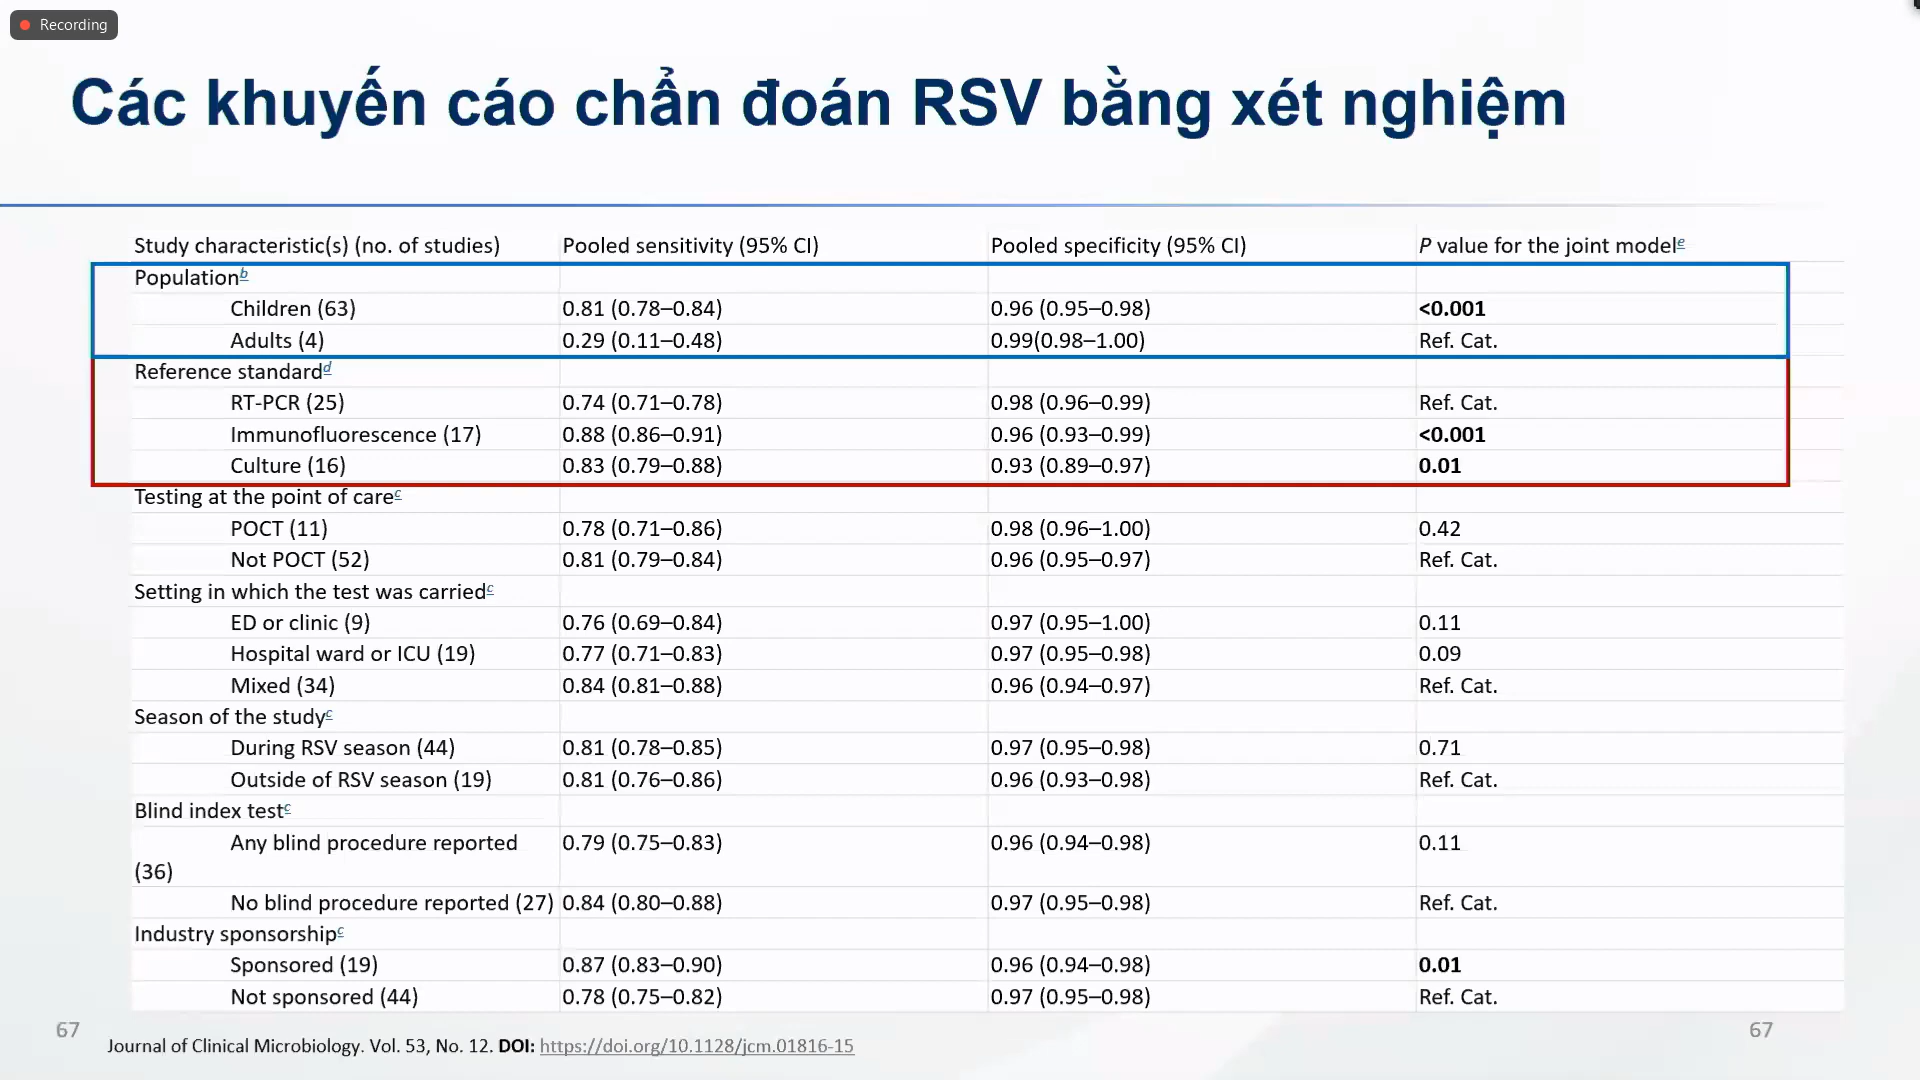 Recording
Các khuyến cáo chẩn đoán RSV bằng xét nghiệm
Study characteristic(s) (no. of studies) Pooled sensitivity (95% CI) Pooled specificity (95% CI) P value for the joint modele
Populationb
Children (63) 0.81 (0.78–0.84) 0.96 (0.95–0.98) <0.001
Adults (4) 0.29 (0.11–0.48) 0.99(0.98–1.00) Ref. Cat.
Reference standardd
RT-PCR (25) 0.74 (0.71–0.78) 0.98 (0.96–0.99) Ref. Cat.
Immunofluorescence (17) 0.88 (0.86–0.91) 0.96 (0.93–0.99) <0.001
Culture (16) 0.83 (0.79–0.88) 0.93 (0.89–0.97) 0.01
Testing at the point of carec
POCT (11) 0.78 (0.71–0.86) 0.98 (0.96–1.00) 0.42
Not POCT (52) 0.81 (0.79–0.84) 0.96 (0.95–0.97) Ref. Cat.
Setting in which the test was carriedc
ED or clinic (9) 0.76 (0.69–0.84) 0.97 (0.95–1.00) 0.11
Hospital ward or ICU (19) 0.77 (0.71–0.83) 0.97 (0.95–0.98) 0.09
Mixed (34) 0.84 (0.81–0.88) 0.96 (0.94–0.97) Ref. Cat.
Season of the studyc
During RSV season (44) 0.81 (0.78–0.85) 0.97 (0.95–0.98) 0.71
Outside of RSV season (19) 0.81 (0.76–0.86) 0.96 (0.93–0.98) Ref. Cat.
Blind index testc
Any blind procedure reported 0.79 (0.75–0.83) 0.96 (0.94–0.98) 0.11
(36)
No blind procedure reported (27) 0.84 (0.80–0.88) 0.97 (0.95–0.98) Ref. Cat.
Industry sponsorshipc
Sponsored (19) 0.87 (0.83–0.90) 0.96 (0.94–0.98) 0.01
Not sponsored (44) 0.78 (0.75–0.82) 0.97 (0.95–0.98) Ref. Cat.
67 67
Journal of Clinical Microbiology. Vol. 53, No. 12. DOI: https://doi.org/10.1128/jcm.01816-15